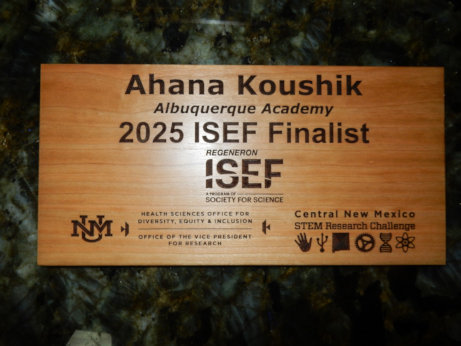 Ahana Koushik
Albuquerque Academy
2025 ISEF Finalist
REGENERON
ISEF
A PROGRAM OF
SOCIETY FOR SCIENCE
UNM
HEALTH SCIENCES OFFICE FOR
DIVERSITY, EQUITY & INCLUSION
OFFICE OF THE VICE PRESIDENT
FOR RESEARCH
Central New Mexico
STEM Research Challenge